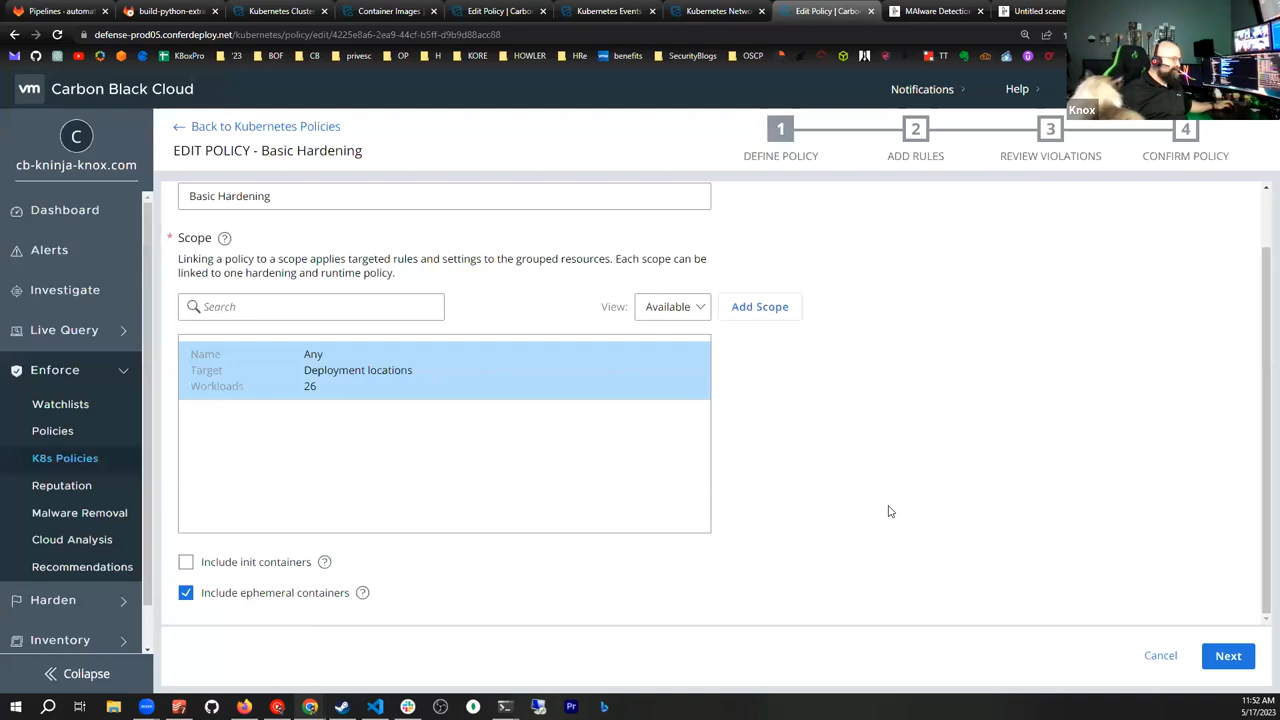 Pipelines - automat
build-python-extra
Kubernetes Cluster
Container Images |
Edit Policy | Carbon
Kubernetes Events
Kubernetes Netwo
Edit Policy | Carbon
MAlware Detection
Untitled scene
defense-prod05.conferdeploy.net/kubernetes/policy/edit/4225e8a6-2ea9-44cf-b5ff-d9b9d88acc88
KBoxPro
'23
BOF
CB
privesc
OP
H
KORE
HOWLER
HRe
benefits
SecurityBlogs
OSCP
TT
vm
Carbon Black Cloud
Notifications
Help
Knox
C
cb-kninja-knox.com
Dashboard
Alerts
Investigate
Live Query
Enforce
Watchlists
Policies
K8s Policies
Reputation
Malware Removal
Cloud Analysis
Recommendations
Harden
Inventory
Collapse
Back to Kubernetes Policies
EDIT POLICY - Basic Hardening
1
2
3
4
DEFINE POLICY
ADD RULES
REVIEW VIOLATIONS
CONFIRM POLICY
Basic Hardening
* Scope ?
Linking a policy to a scope applies targeted rules and settings to the grouped resources. Each scope can be
linked to one hardening and runtime policy.
Search
View:
Available
Add Scope
Name Any
Target Deployment locations
Workloads 26
Include init containers ?
Include ephemeral containers ?
Cancel
Next
zoom
Pr
11:52 AM
5/17/2023